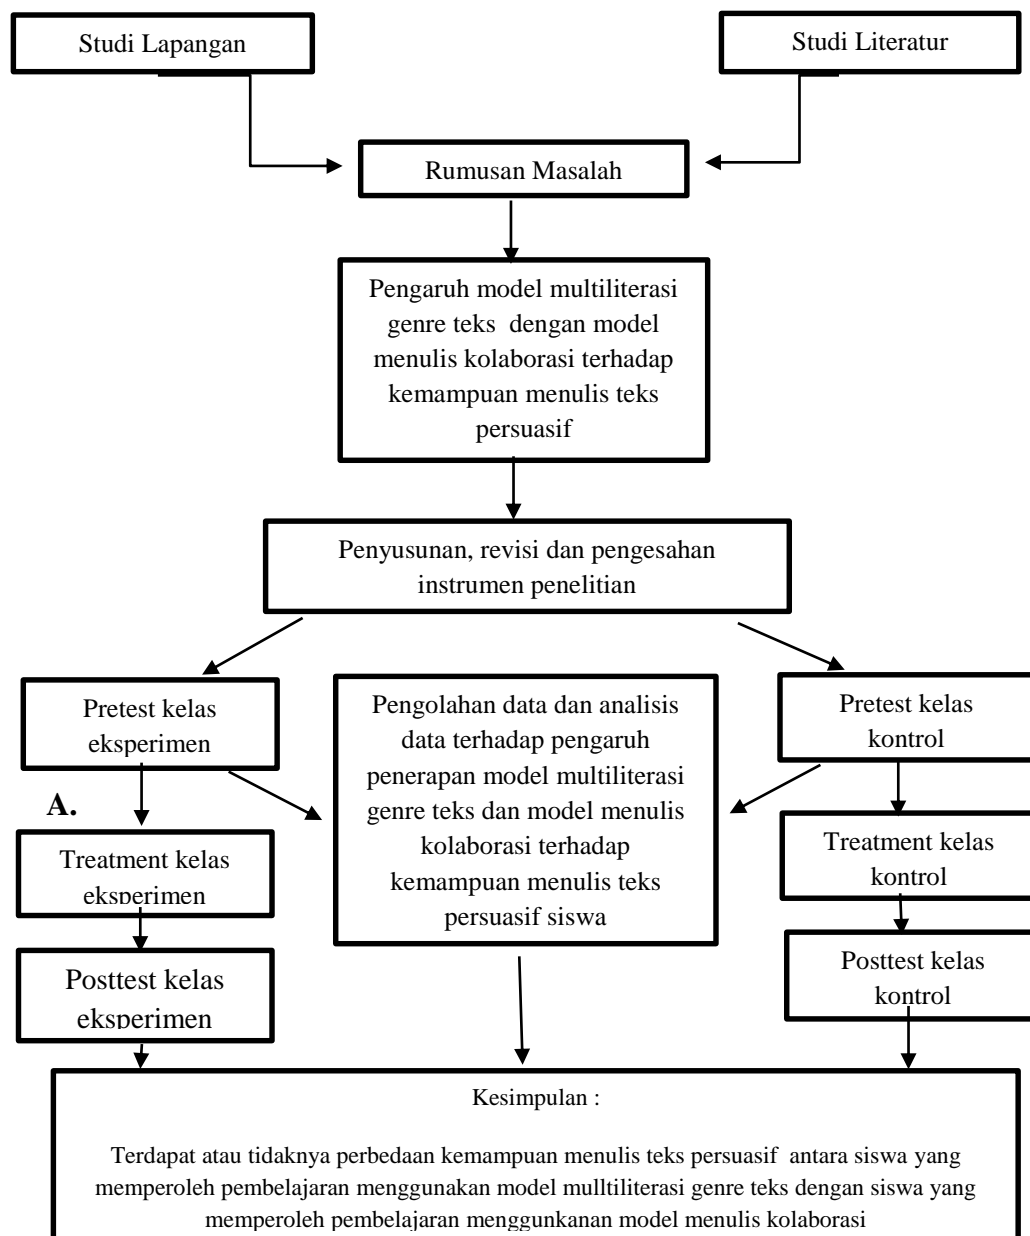 Studi Lapangan
Studi Literatur
Rumusan Masalah
Pengaruh model multiliterasi
genre teks dengan model
menulis kolaborasi terhadap
kemampuan menulis teks
persuasif
Penyusunan, revisi dan pengesahan
instrumen penelitian
Pretest kelas
eksperimen
Pengolahan data dan analisis
data terhadap pengaruh
penerapan model multiliterasi
genre teks dan model menulis
kolaborasi terhadap
kemampuan menulis teks
persuasif siswa
Pretest kelas
kontrol
A.
Treatment kelas
eksperimen
Treatment kelas
kontrol
Posttest kelas
eksperimen
Posttest kelas
kontrol
Kesimpulan :
Terdapat atau tidaknya perbedaan kemampuan menulis teks persuasif antara siswa yang
memperoleh pembelajaran menggunakan model mulltiliterasi genre teks dengan siswa yang
memperoleh pembelajaran menggunkanan model menulis kolaborasi